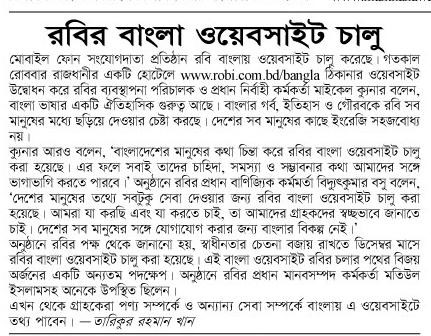 রবির বাংলা ওয়েবসাইট চালু
মোবাইল ফোন সংযোগদাতা প্রতিষ্ঠান রবি বাংলায় ওয়েবসাইট চালু করেছে। গতকাল
রোববার রাজধানীর একটি হোটেলে www.robi.com.bd/bangla ঠিকানার ওয়েবসাইট
উদ্বোধন করে রবির ব্যবস্থাপনা পরিচালক ও প্রধান নির্বাহী কর্মকর্তা মাইকেল ক্যুনার বলেন,
বাংলা ভাষার একটি ঐতিহাসিক গুরুত্ব আছে। বাংলার গর্ব, ইতিহাস ও গৌরবকে রবি সব
মানুষের মধ্যে ছড়িয়ে দেওয়ার চেষ্টা করছে। দেশের সব মানুষের কাছে ইংরেজি সহজবোধ্য
নয়।
ক্যুনার আরও বলেন, ‘বাংলাদেশের মানুষের কথা চিন্তা করে রবির বাংলা ওয়েবসাইট চালু
করা হয়েছে। এর ফলে সবাই তাদের চাহিদা, সমস্যা ও সম্ভাবনার কথা আমাদের সঙ্গে
ভাগাভাগি করতে পারবে।’ অনুষ্ঠানে রবির প্রধান বাণিজ্যিক কর্মকর্তা বিদ্যুৎকুমার বসু বলেন,
‘দেশের মানুষের তথ্যে সবটুকু সেবা দেওয়ার জন্য রবির বাংলা ওয়েবসাইট চালু করা
হয়েছে। আমরা যা করছি এবং যা করতে চাই, তা আমাদের গ্রাহকদের স্বচ্ছভাবে জানাতে
চাই। দেশের সব মানুষের সঙ্গে যোগাযোগ করার জন্য বাংলার বিকল্প নেই।’
অনুষ্ঠানে রবির পক্ষ থেকে জানানো হয়, স্বাধীনতার চেতনা বজায় রাখতে ডিসেম্বর মাসে
রবির বাংলা ওয়েবসাইট চালু করা হয়েছে। এই বাংলা ওয়েবসাইট রবির চলার পথের বিজয়
অর্জনের একটি অন্যতম পদক্ষেপ। অনুষ্ঠানে রবির প্রধান মানবসম্পদ কর্মকর্তা মতিউল
ইসলামসহ অনেকে উপস্থিত ছিলেন।
এখন থেকে গ্রাহকেরা পণ্য সম্পর্কে ও অন্যান্য সেবা সম্পর্কে বাংলায় এ ওয়েবসাইটে
তথ্য পাবেন। — তারিকুর রহমান খান